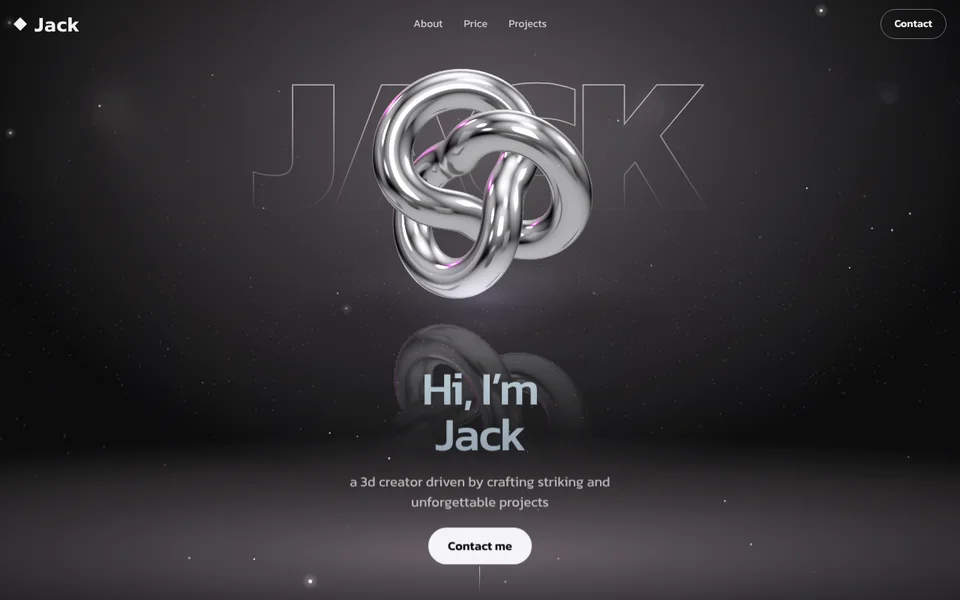 Jack
About
Price
Projects
Contact
JACK
Hi, I'm
Jack
a 3d creator driven by crafting striking and
unforgettable projects
Contact me